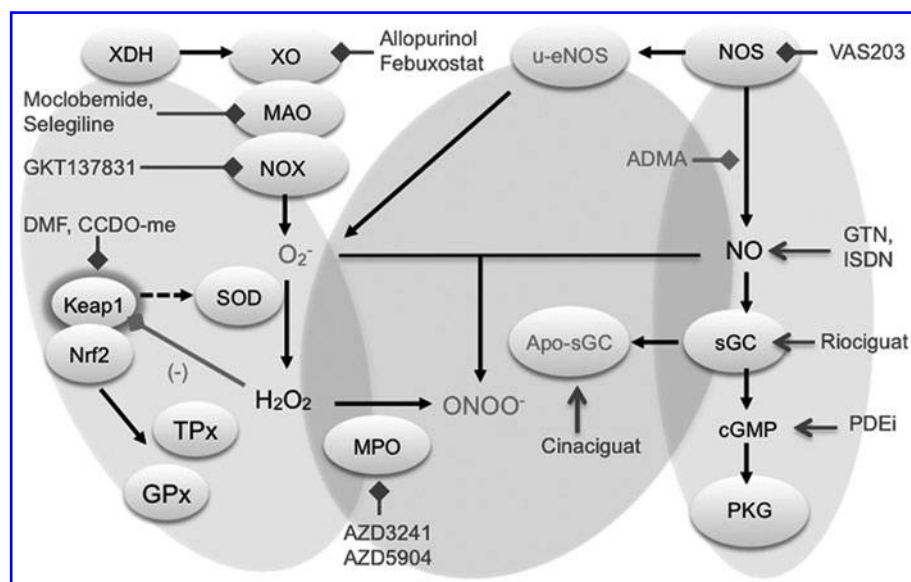 XDH
XO
Allopurinol
Febuxostat
u-eNOS
NOS
VAS203
Moclobemide,
Selegiline
MAO
GKT137831
NOX
ADMA
DMF, CCDO-me
O₂⁻
NO
GTN,
ISDN
Keap1
SOD
Nrf2
(-)
H₂O₂
ONOO⁻
Apo-sGC
sGC
Riociguat
TPx
MPO
Cinaciguat
cGMP
PDEi
GPx
PKG
AZD3241
AZD5904